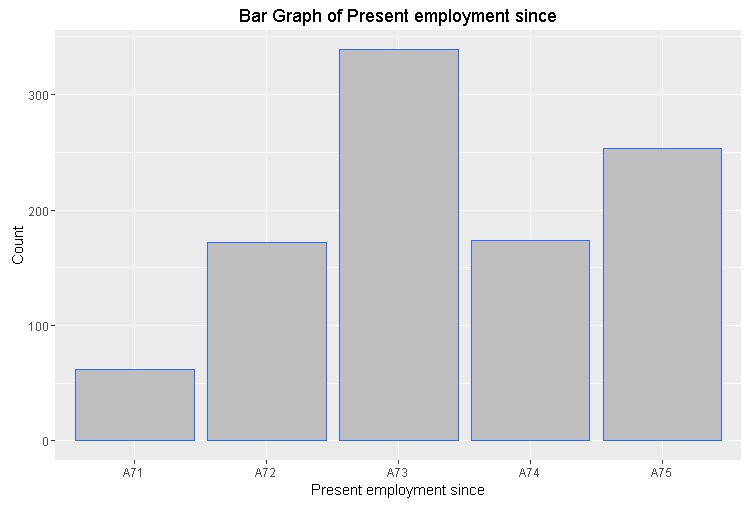 Bar Graph of Present employment since
300
200
100
0
Count
A71 A72 A73 A74 A75
Present employment since